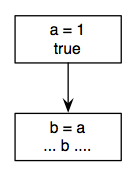 a = 1
true
b = a
... b ....